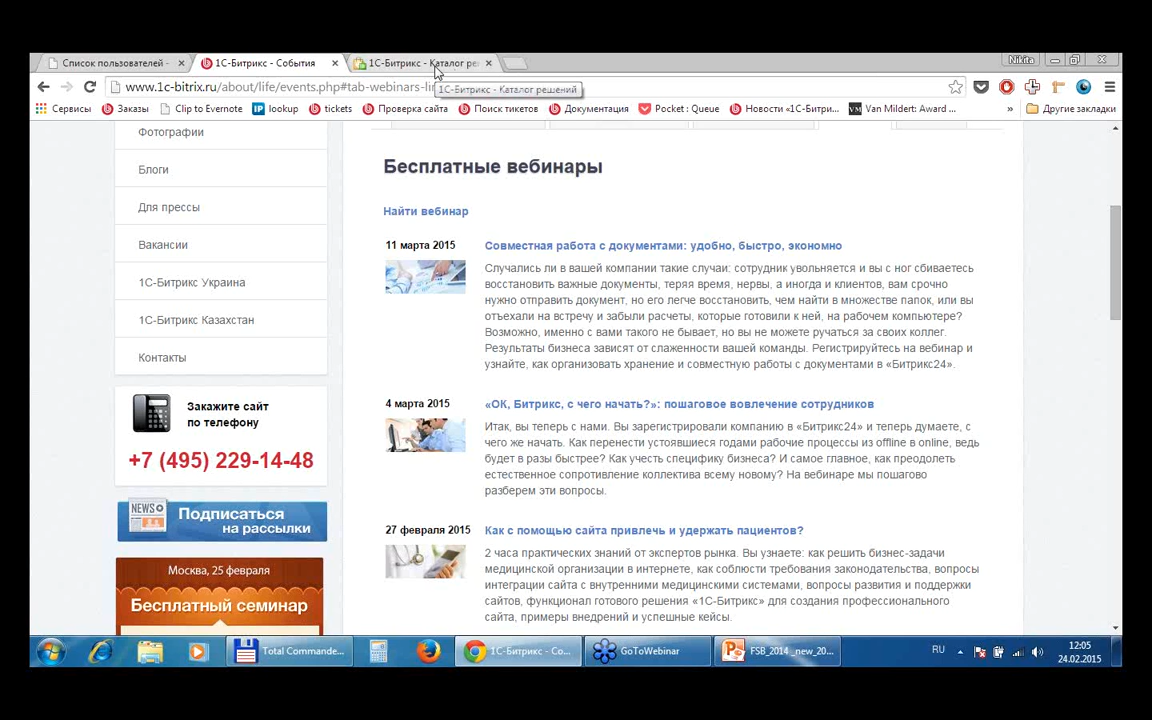 Список пользователей -
1С-Битрикс - События
1С-Битрикс - Каталог ре
Nikita
www.1c-bitrix.ru/about/life/events.php#tab-webinars-li
1С-Битрикс - Каталог решений
Сервисы
Заказы
Clip to Evernote
lookup
tickets
Проверка сайта
Поиск тикетов
Документация
Pocket : Queue
Новости «1С-Битри...
Van Mildert: Award ...
»
Другие закладки
Фотографии
Блоги
Для прессы
Вакансии
1С-Битрикс Украина
1С-Битрикс Казахстан
Контакты
Закажите сайт
по телефону
+7 (495) 229-14-48
NEWS
Подписаться
на рассылки
Москва, 25 февраля
Бесплатный семинар
Бесплатные вебинары
Найти вебинар
11 марта 2015
Совместная работа с документами: удобно, быстро, экономно
Случались ли в вашей компании такие случаи: сотрудник увольняется и вы с ног сбиваетесь
восстановить важные документы, теряя время, нервы, а иногда и клиентов, вам срочно
нужно отправить документ, но его легче восстановить, чем найти в множестве папок, или вы
отъехали на встречу и забыли расчеты, которые готовили к ней, на рабочем компьютере?
Возможно, именно с вами такого не бывает, но вы не можете ручаться за своих коллег.
Результаты бизнеса зависят от слаженности вашей команды. Регистрируйтесь на вебинар и
узнайте, как организовать хранение и совместную работу с документами в «Битрикс24».
4 марта 2015
«ОК, Битрикс, с чего начать?»: пошаговое вовлечение сотрудников
Итак, вы теперь с нами. Вы зарегистрировали компанию в «Битрикс24» и теперь думаете, с
чего же начать. Как перенести устоявшиеся годами рабочие процессы из offline в online, ведь
будет в разы быстрее? Как учесть специфику бизнеса? И самое главное, как преодолеть
естественное сопротивление коллектива всему новому? На вебинаре мы пошагово
разберем эти вопросы.
27 февраля 2015
Как с помощью сайта привлечь и удержать пациентов?
2 часа практических знаний от экспертов рынка. Вы узнаете: как решить бизнес-задачи
медицинской организации в интернете, как соблюсти требования законодательства, вопросы
интеграции сайта с внутренними медицинскими системами, вопросы развития и поддержки
сайтов, функционал готового решения «1С-Битрикс» для создания профессионального
сайта, примеры внедрений и успешные кейсы.
Total Commande...
1С-Битрикс - Со...
GoToWebinar
FSB_2014 _new_20...
RU
12:05
24.02.2015